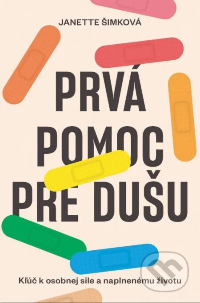 JANETTE ŠIMKOVÁ
PRVÁ
POMOC
PRE DUŠU
Kľúč k osobnej sile a naplnenému životu
m